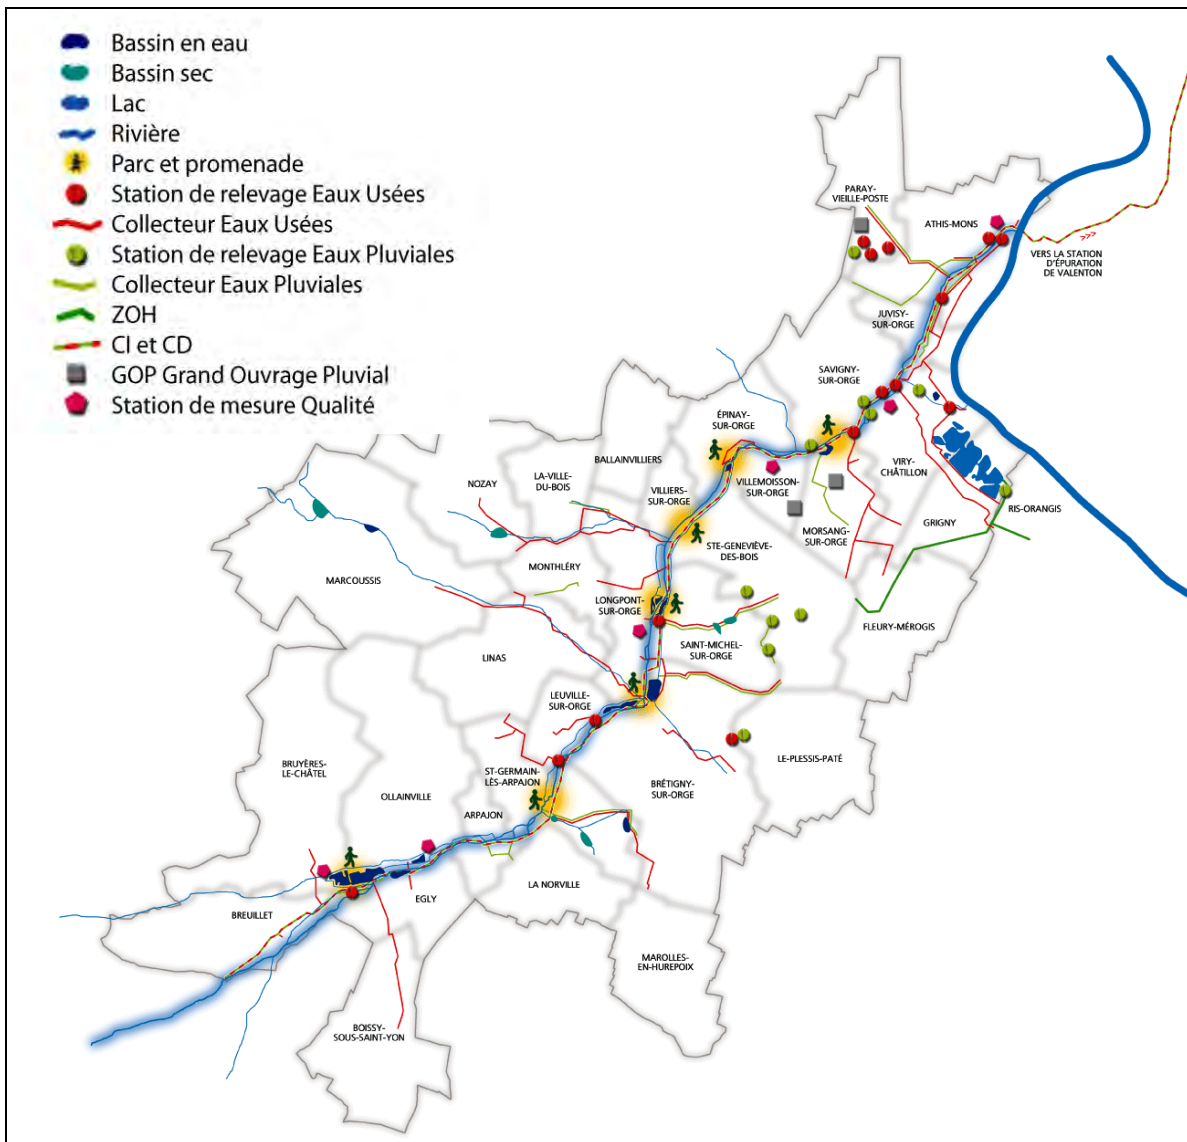 Bassin en eau
Bassin sec
Lac
Rivière
Parc et promenade
Station de relevage Eaux Usées
Collecteur Eaux Usées
Station de relevage Eaux Pluviales
Collecteur Eaux Pluviales
ZOH
CI et CD
GOP Grand Ouvrage Pluvial
Station de mesure Qualité
PARAY-
VIEILLE-POSTE
ATHIS-MONS
>>>
VERS LA STATION
D'ÉPURATION
DE VALENTON
JUVISY-
SUR-ORGE
SAVIGNY-
SUR-ORGE
ÉPINAY-
SUR-ORGE
BALLAINVILLIERS
LA-VILLE-
DU-BOIS
NOZAY
VILLIERS-
SUR-ORGE
VILLEMOISSON-
SUR-ORGE
VIRY-
CHÂTILLON
RIS-ORANGIS
GRIGNY
MORSANG-
SUR-ORGE
STE-GENEVIÈVE-
DES-BOIS
MONTHLÉRY
MARCOUSSIS
LONGPONT-
SUR-ORGE
FLEURY-MÉROGIS
SAINT-MICHEL-
SUR-ORGE
LINAS
LEUVILLE-
SUR-ORGE
BRUYÈRES-
LE-CHÂTEL
OLLAINVILLE
ST-GERMAIN-
LÈS-ARPAJON
BRÉTIGNY-
SUR-ORGE
LE-PLESSIS-PATÉ
ARPAJON
LA NORVILLE
EGLY
BREUILLET
MAROLLES-
EN-HUREPOIX
BOISSY-
SOUS-SAINT-YON